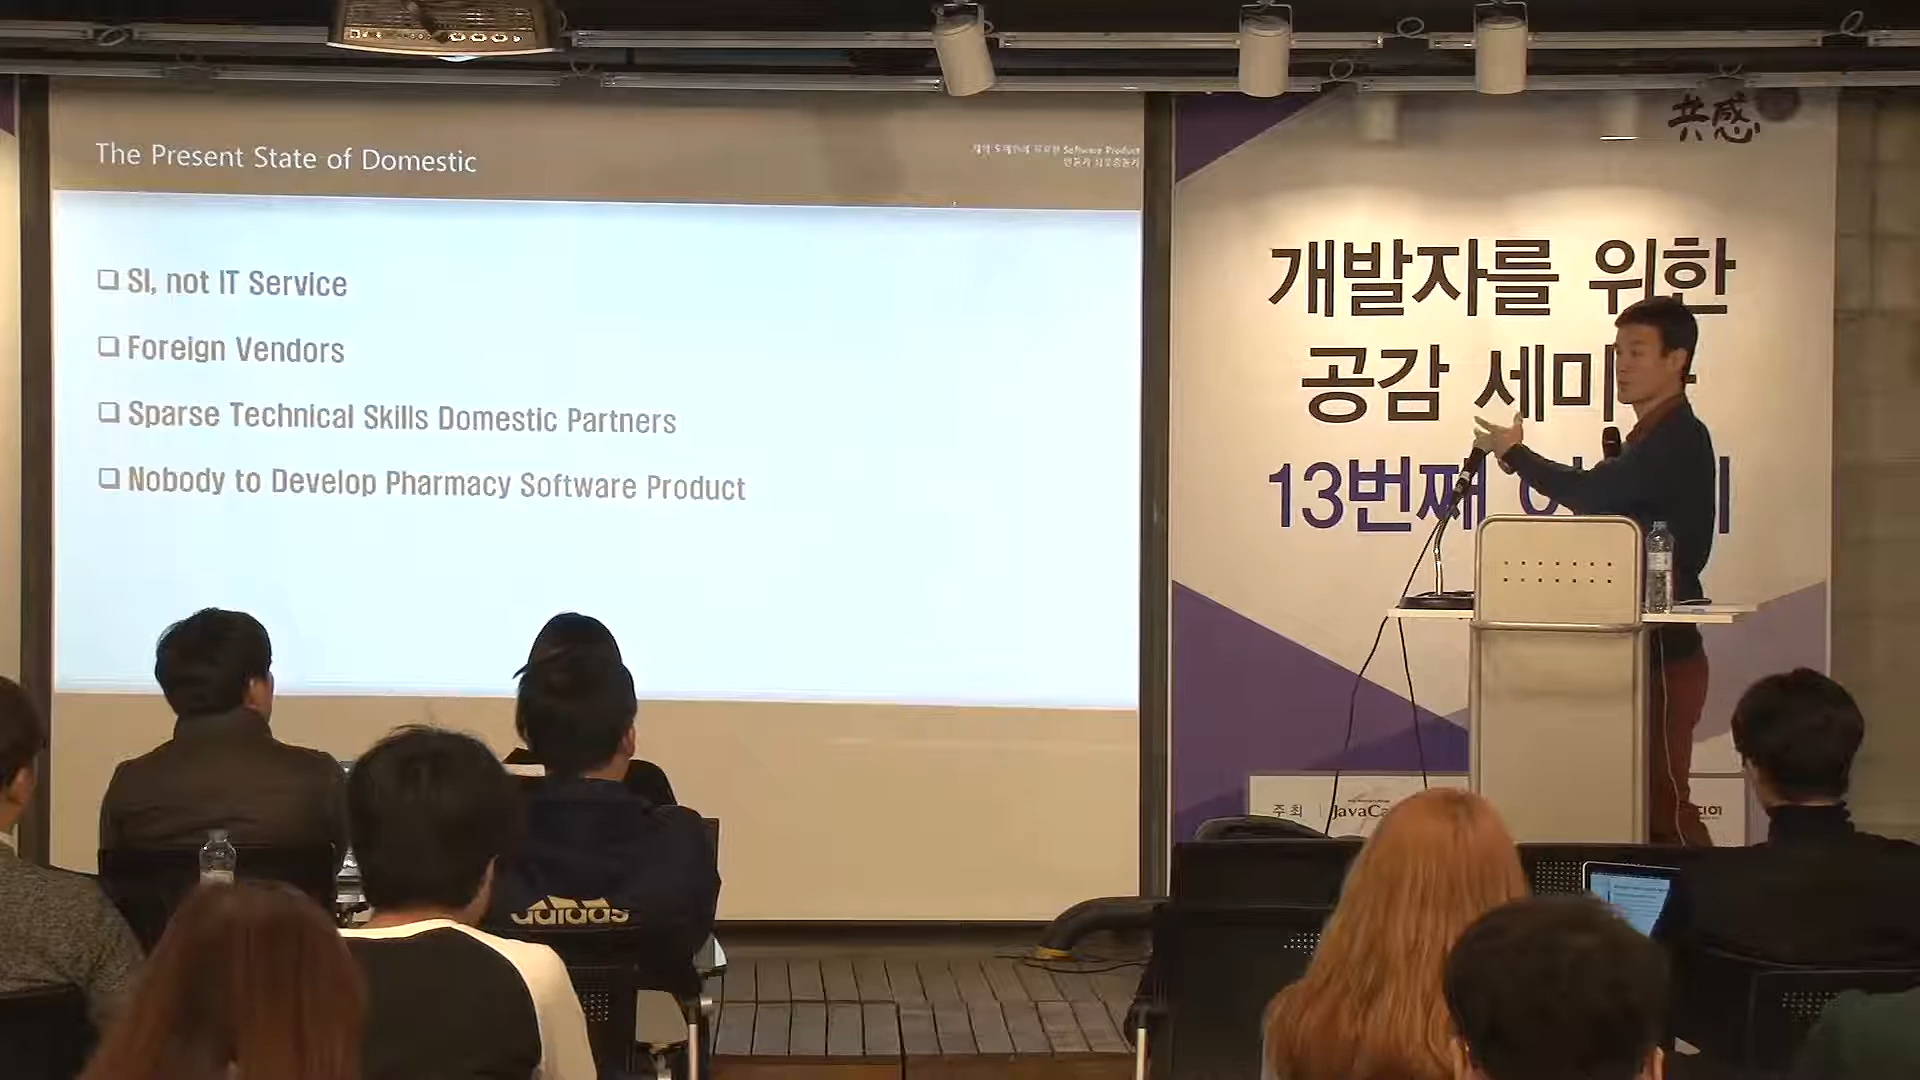 The Present State of Domestic
Software Product
❑ SI, not IT Service
❑ Foreign Vendors
❑ Sparse Technical Skills Domestic Partners
❑ Nobody to Develop Pharmacy Software Product
共感
개발자를 위한
공감 세미
13번째
주최
JavaCa
adidas